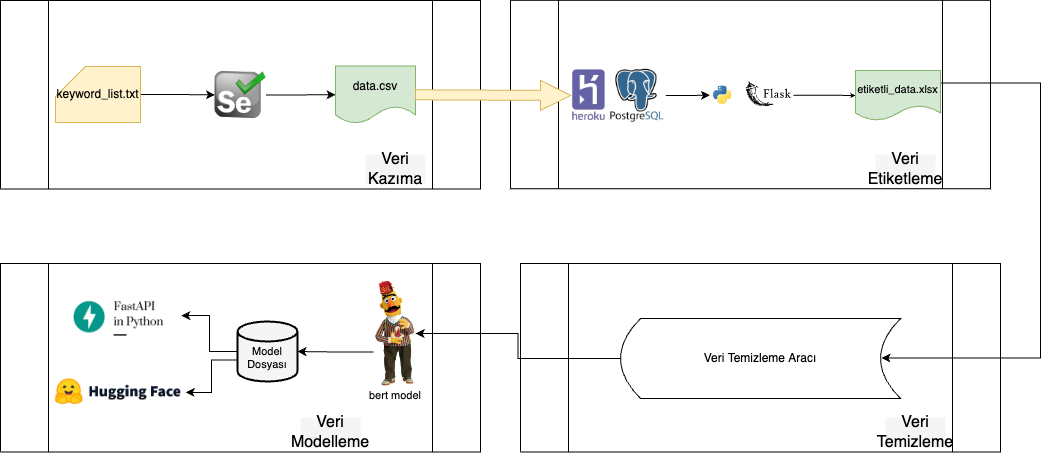 keyword_list.txt
Se
data.csv
Veri
Kazıma
heroku
PostgreSQL
Flask
etiketli_data.xlsx
Veri
Etiketleme
FastAPI
in Python
Hugging Face
Model
Dosyası
bert model
Veri
Modelleme
Veri Temizleme Aracı
Veri
Temizleme